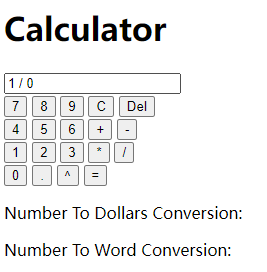 Calculator
1 / 0
7 8 9 C Del
4 5 6 + -
1 2 3 * /
0 . ^ =
Number To Dollars Conversion:
Number To Word Conversion: